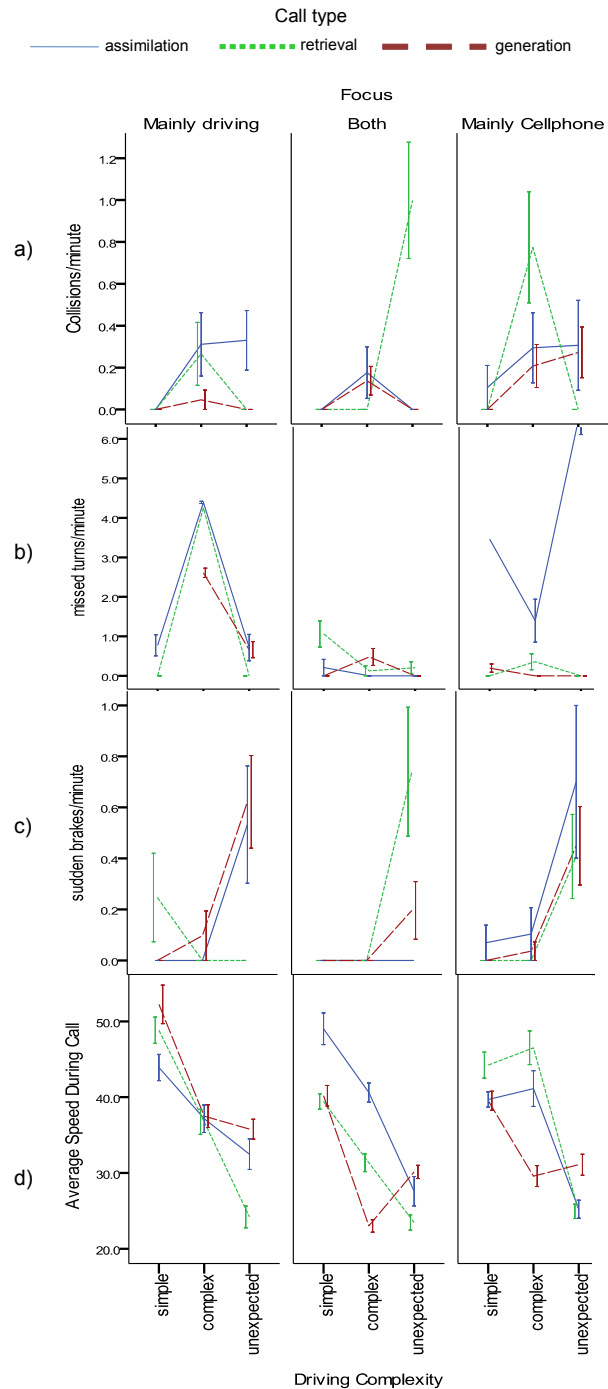 Call type
assimilation retrieval generation
Focus
Mainly driving Both Mainly Cellphone
a)
Collisions/minute
1.2
1.0
0.8
0.6
0.4
0.2
0.0
b)
missed turns/minute
6.0
5.0
4.0
3.0
2.0
1.0
0.0
c)
sudden brakes/minute
1.0
0.8
0.6
0.4
0.2
0.0
d)
Average Speed During Call
50.0
40.0
30.0
20.0
simple complex unexpected simple complex unexpected simple complex unexpected
Driving Complexity